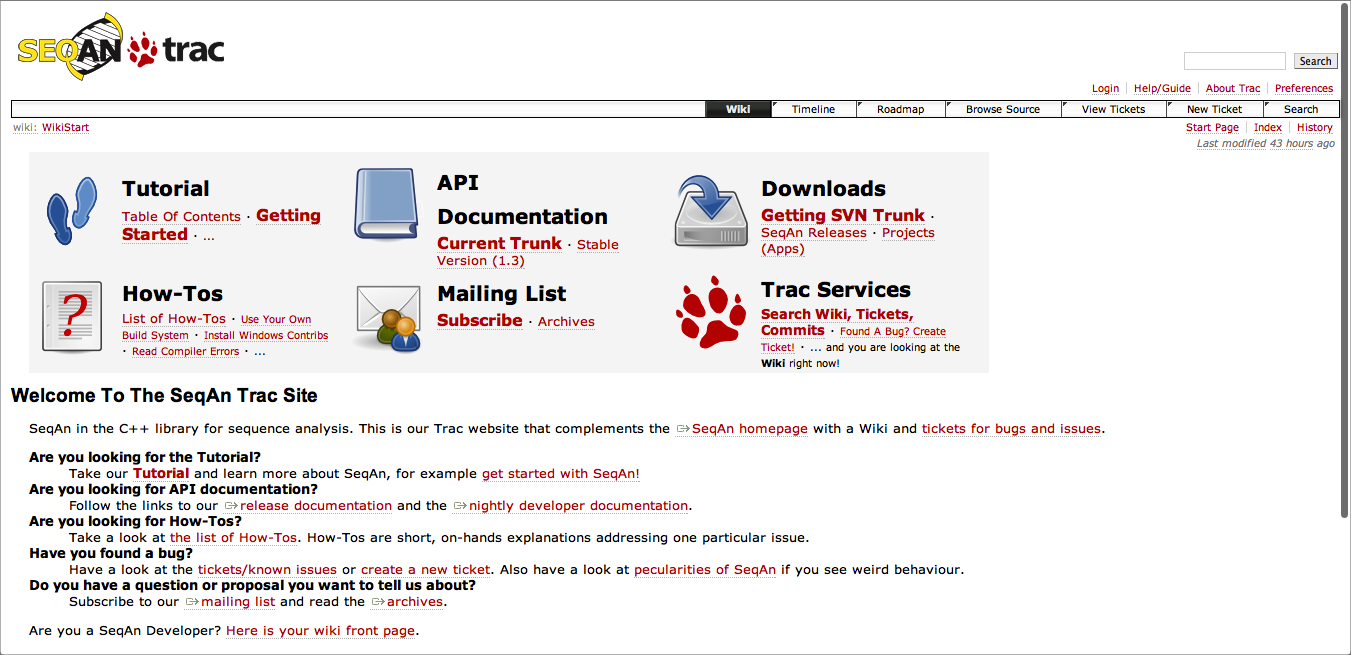 SEQAN trac
Search
Login Help/Guide About Trac Preferences
Wiki Timeline Roadmap Browse Source View Tickets New Ticket Search
wiki: WikiStart
Start Page Index History
Last modified 43 hours ago
Tutorial
Table Of Contents · Getting
Started · ...
API
Documentation
Current Trunk · Stable
Version (1.3)
Downloads
Getting SVN Trunk ·
SeqAn Releases · Projects
(Apps)
?
How-Tos
List of How-Tos · Use Your Own
Build System · Install Windows Contribs
· Read Compiler Errors · ...
Mailing List
Subscribe · Archives
Trac Services
Search Wiki, Tickets,
Commits · Found A Bug? Create
Ticket! · ... and you are looking at the
Wiki right now!
Welcome To The SeqAn Trac Site
SeqAn in the C++ library for sequence analysis. This is our Trac website that complements the SeqAn homepage with a Wiki and tickets for bugs and issues.
Are you looking for the Tutorial?
Take our Tutorial and learn more about SeqAn, for example get started with SeqAn!
Are you looking for API documentation?
Follow the links to our release documentation and the nightly developer documentation.
Are you looking for How-Tos?
Take a look at the list of How-Tos. How-Tos are short, on-hands explanations addressing one particular issue.
Have you found a bug?
Have a look at the tickets/known issues or create a new ticket. Also have a look at pecularities of SeqAn if you see weird behaviour.
Do you have a question or proposal you want to tell us about?
Subscribe to our mailing list and read the archives.
Are you a SeqAn Developer? Here is your wiki front page.